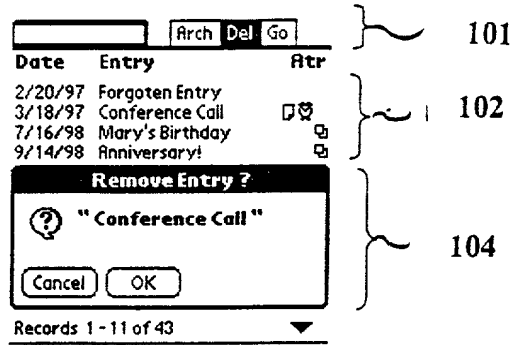 Arch Del Go 101
Date Entry Atr
2/20/97 Forgoten Entry
3/18/97 Conference Call
7/16/98 Mary's Birthday 102
9/14/98 Anniversary!
Remove Entry ?
" Conference Call "
104
Cancel OK
Records 1 - 11 of 43